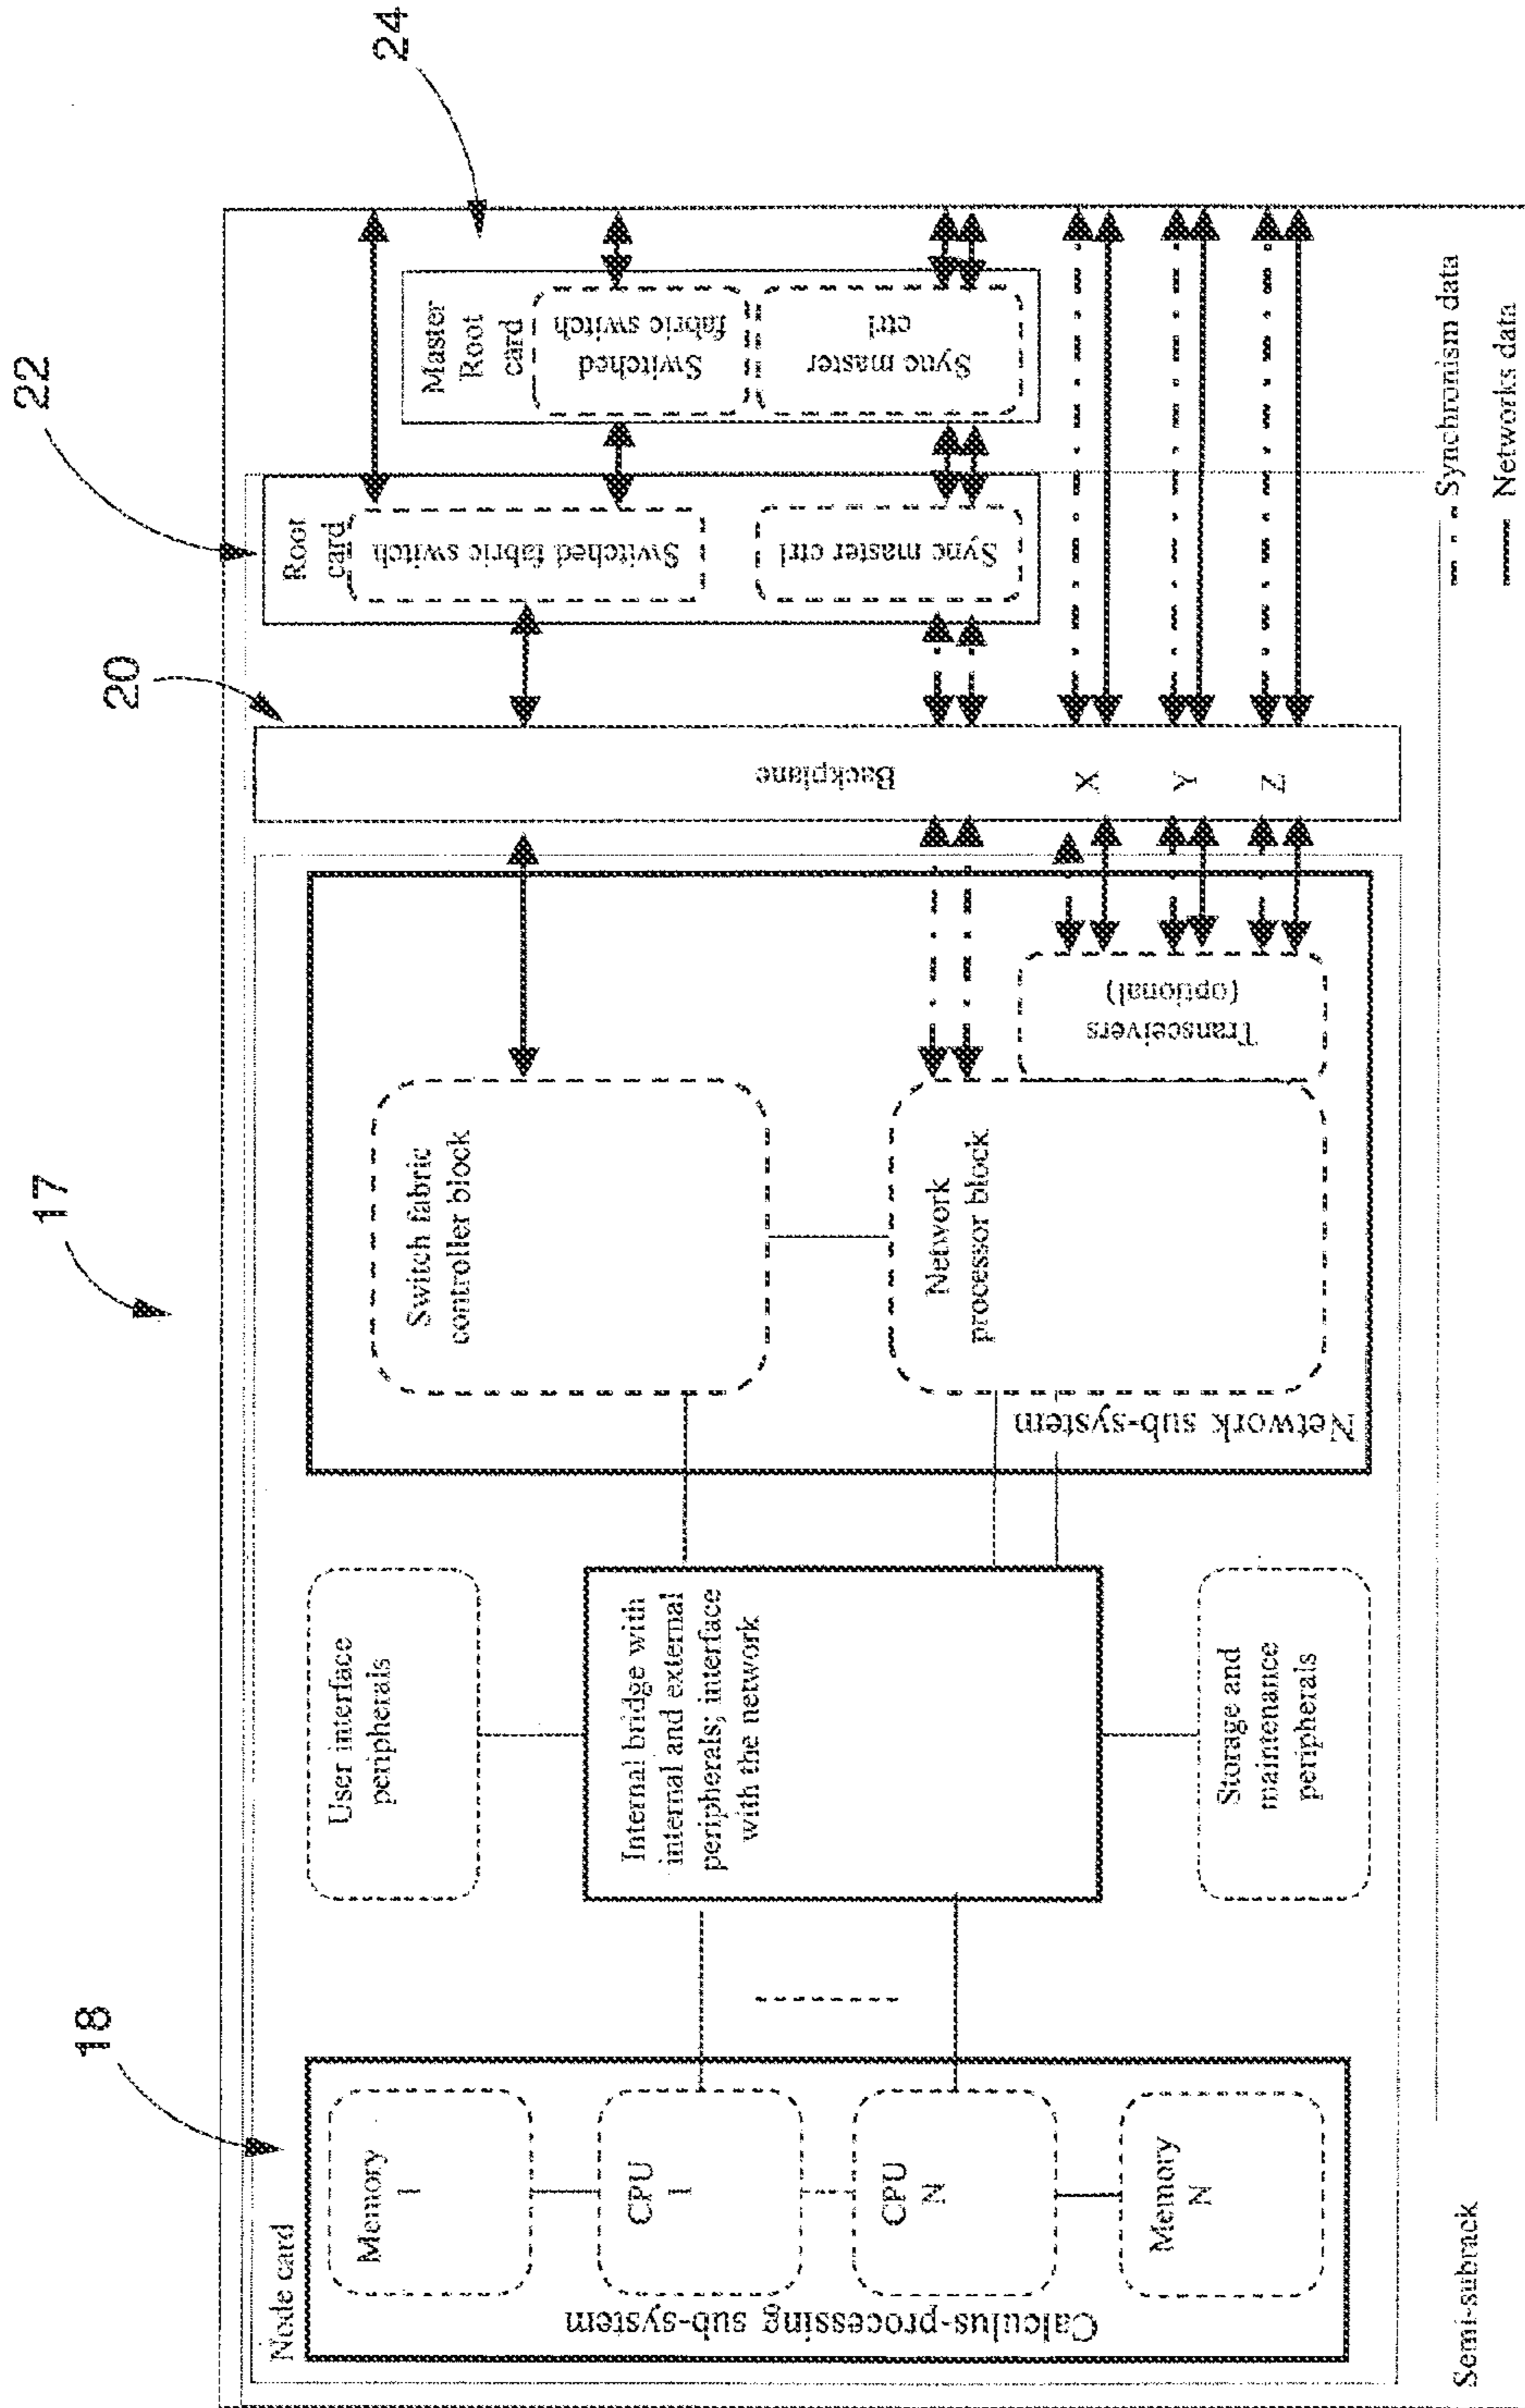 17
18
20
22
24
Node card
Calculus-processing sub-system
Memory
1
CPU
1
CPU
N
Memory
N
User interface
peripherals
Internal bridge with
internal and external
peripherals; interface
with the network
Storage and
maintenance
peripherals
Network sub-system
Switch fabric
controller block
Network
processor block
Transceivers
(optional)
Backplane
X
Y
Z
Root
card
Switched fabric switch
Sync master ctrl
Master
Root
card
Switched
fabric switch
Sync master
ctrl
Semi-subrack
Synchronism data
Networks data